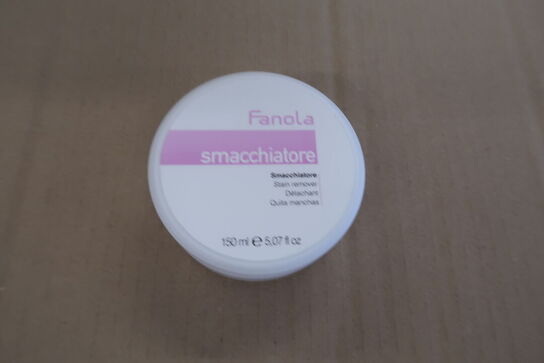 Fanola
smacchiatore
Smacchiatore
Stain remover
Détachant
Quita manchas
150 ml ℮ 5,07 fl oz